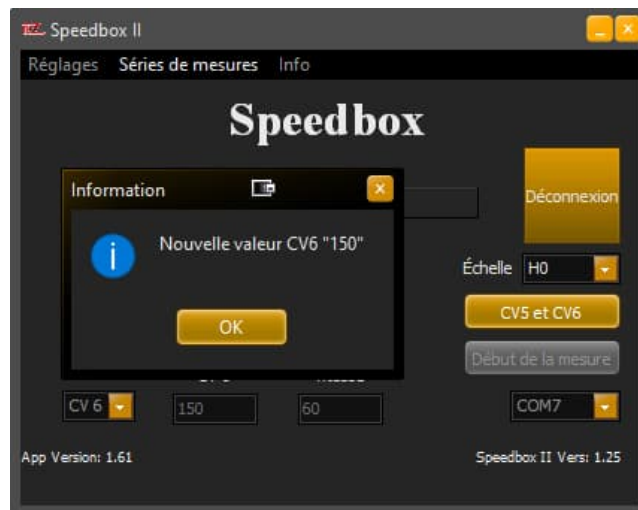 Speedbox II
Réglages Séries de mesures Info
Speedbox
Information
Déconnexion
Nouvelle valeur CV6 "150"
Échelle H0
OK
CV5 et CV6
Début de la mesure
CV 6 150 60 COM7
App Version: 1.61 Speedbox II Vers: 1.25